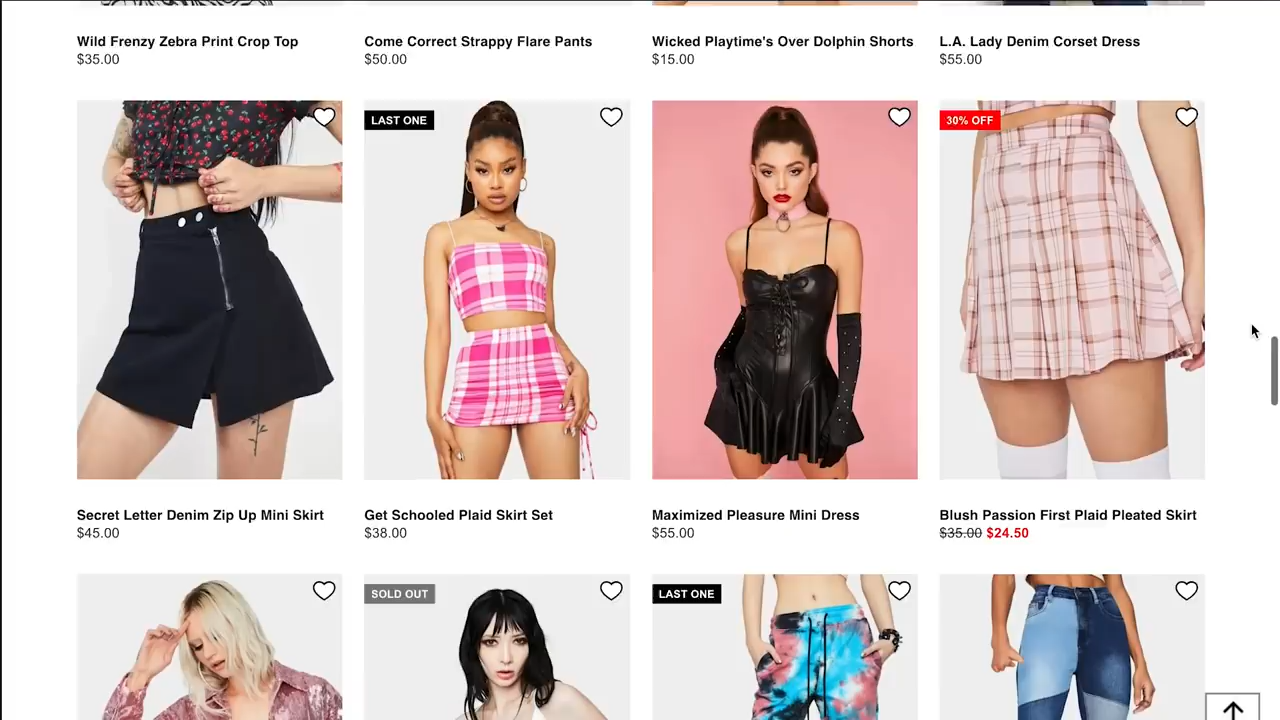 Wild Frenzy Zebra Print Crop Top
$35.00
Come Correct Strappy Flare Pants
$50.00
Wicked Playtime's Over Dolphin Shorts
$15.00
L.A. Lady Denim Corset Dress
$55.00
LAST ONE
30% OFF
Secret Letter Denim Zip Up Mini Skirt
$45.00
Get Schooled Plaid Skirt Set
$38.00
Maximized Pleasure Mini Dress
$55.00
Blush Passion First Plaid Pleated Skirt
$35.00 $24.50
SOLD OUT
LAST ONE